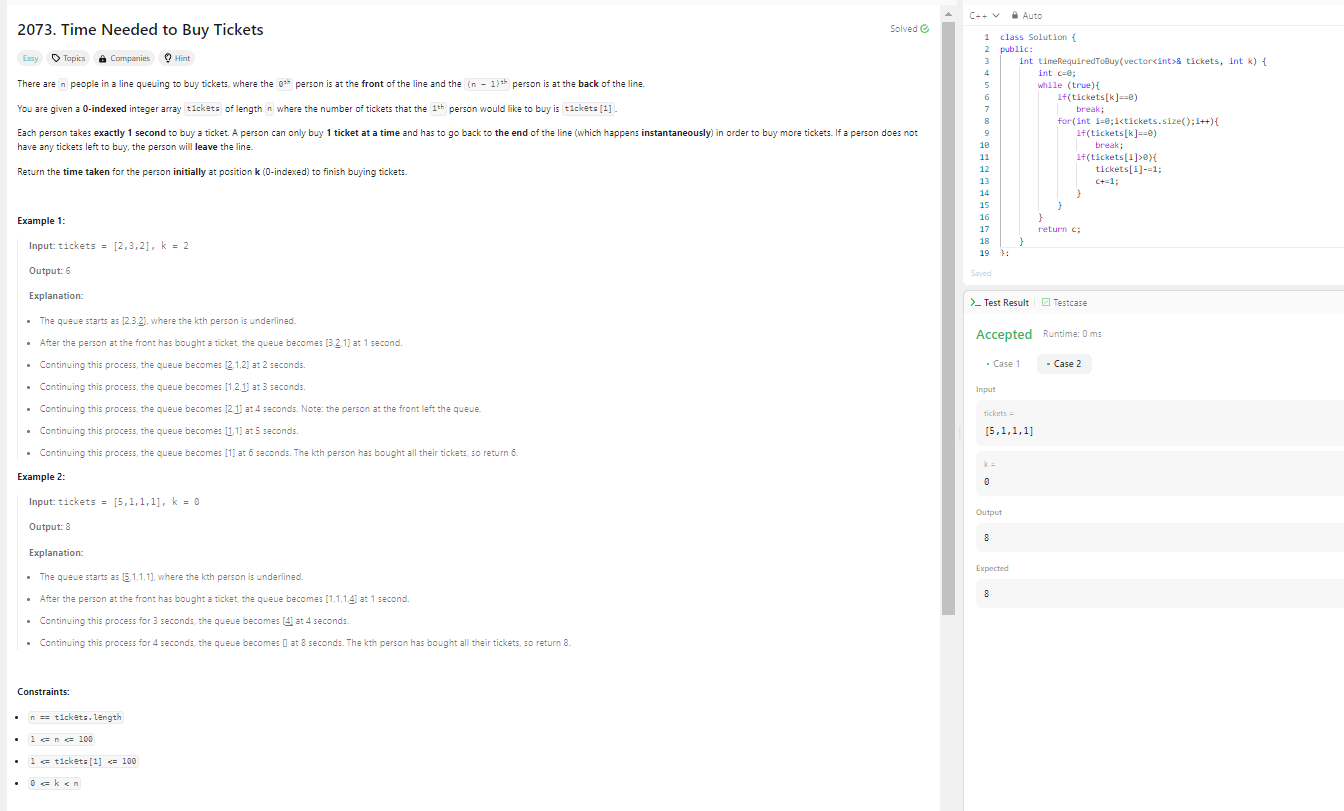 2073. Time Needed to Buy Tickets
Solved
Easy Topics Companies Hint
There are n people in a line queuing to buy tickets, where the 0th person is at the front of the line and the (n - 1)th person is at the back of the line.
You are given a 0-indexed integer array tickets of length n where the number of tickets that the ith person would like to buy is tickets[i].
Each person takes exactly 1 second to buy a ticket. A person can only buy 1 ticket at a time and has to go back to the end of the line (which happens instantaneously) in order to buy more tickets. If a person does not
have any tickets left to buy, the person will leave the line.
Return the time taken for the person initially at position k (0-indexed) to finish buying tickets.
Example 1:
Input: tickets = [2,3,2], k = 2
Output: 6
Explanation:
• The queue starts as [2,3,2], where the kth person is underlined.
• After the person at the front has bought a ticket, the queue becomes [3,2,1] at 1 second.
• Continuing this process, the queue becomes [2,1,2] at 2 seconds.
• Continuing this process, the queue becomes [1,2,1] at 3 seconds.
• Continuing this process, the queue becomes [2,1] at 4 seconds. Note: the person at the front left the queue.
• Continuing this process, the queue becomes [1,1] at 5 seconds.
• Continuing this process, the queue becomes [1] at 6 seconds. The kth person has bought all their tickets, so return 6.
Example 2:
Input: tickets = [5,1,1,1], k = 0
Output: 8
Explanation:
• The queue starts as [5,1,1,1], where the kth person is underlined.
• After the person at the front has bought a ticket, the queue becomes [1,1,1,4] at 1 second.
• Continuing this process for 3 seconds, the queue becomes [4] at 4 seconds.
• Continuing this process for 4 seconds, the queue becomes [] at 8 seconds. The kth person has bought all their tickets, so return 8.
Constraints:
• n == tickets.length
• 1 <= n <= 100
• 1 <= tickets[i] <= 100
• 0 <= k < n
C++ Auto
1 class Solution {
2 public:
3 int timeRequiredToBuy(vector<int>& tickets, int k) {
4 int c=0;
5 while (true){
6 if(tickets[k]==0)
7 break;
8 for(int i=0;i<tickets.size();i++){
9 if(tickets[k]==0)
10 break;
11 if(tickets[i]>0){
12 tickets[i]-=1;
13 c+=1;
14 }
15 }
16 }
17 return c;
18 }
19 };
Saved
>_ Test Result Testcase
Accepted Runtime: 0 ms
• Case 1 • Case 2
Input
tickets =
[5,1,1,1]
k =
0
Output
8
Expected
8